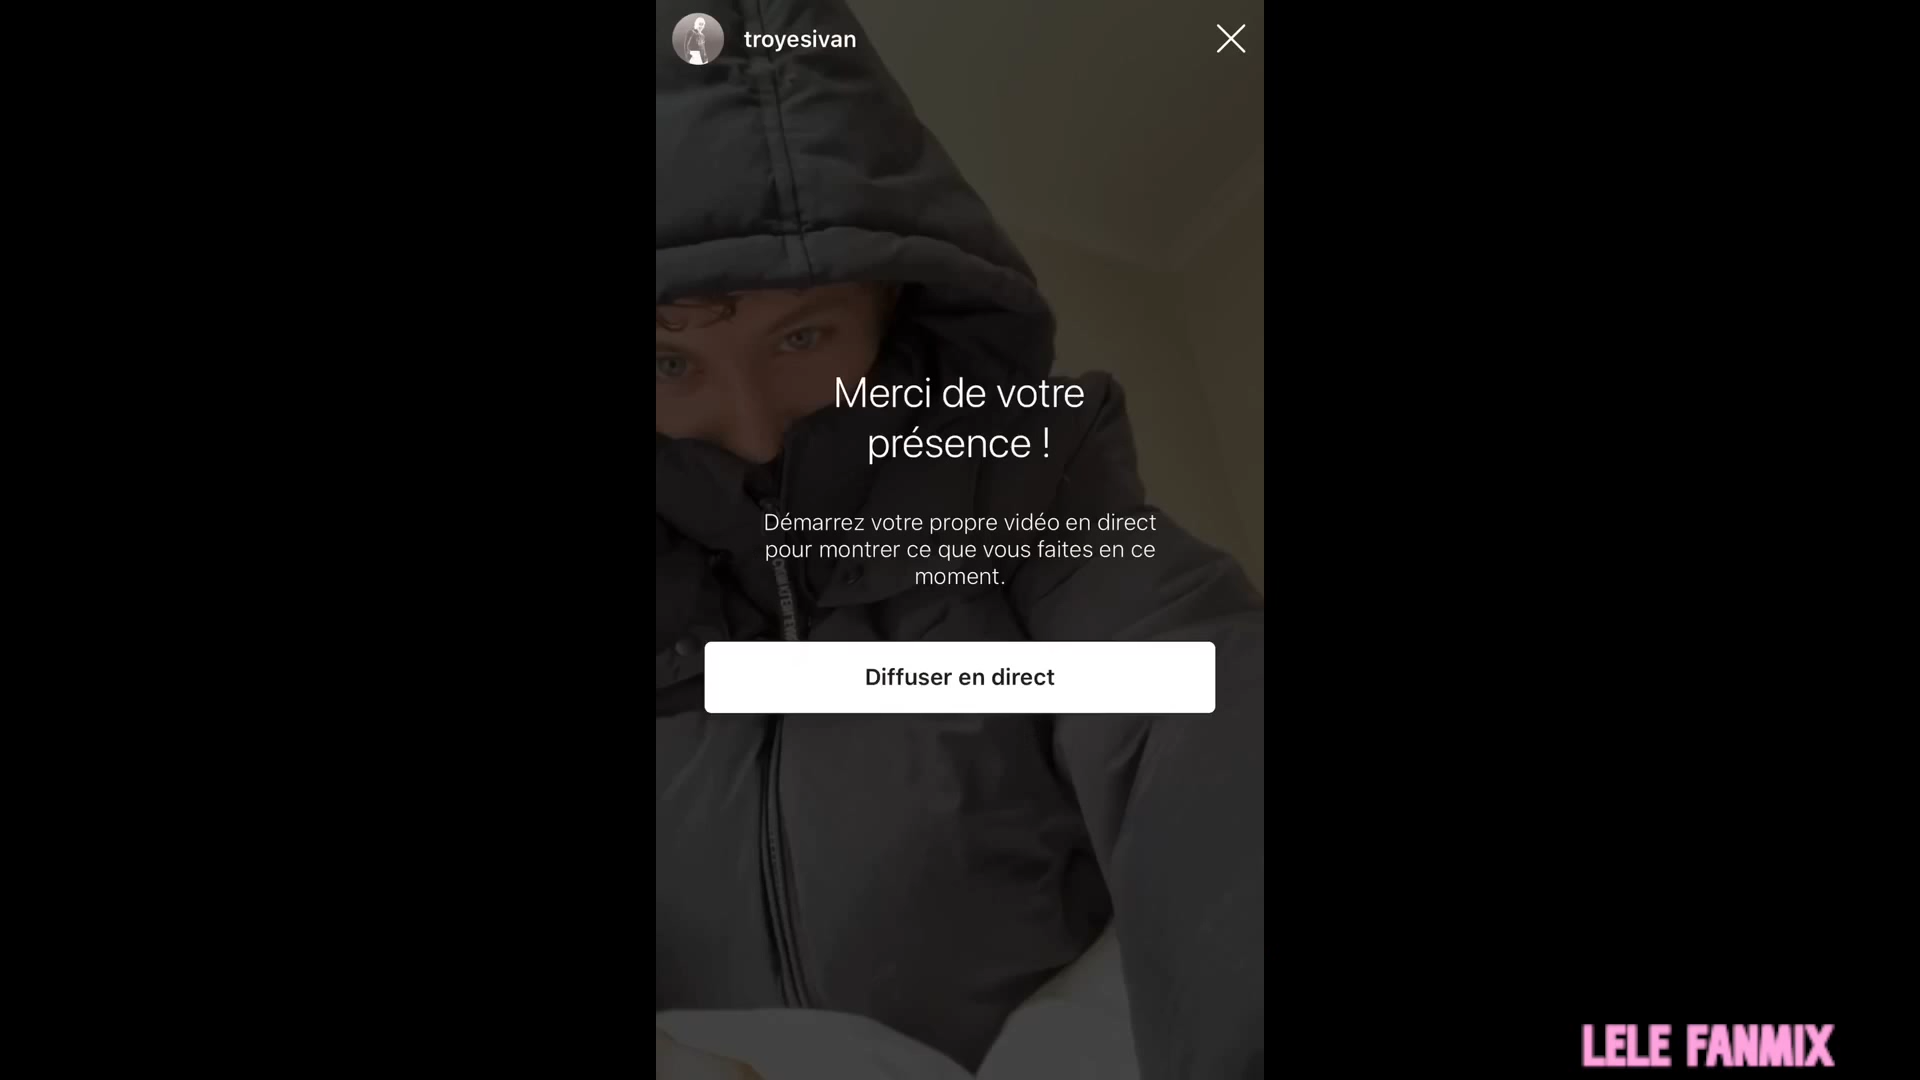 troyesivan
Merci de votre
présence !
Démarrez votre propre vidéo en direct
pour montrer ce que vous faites en ce
moment.
Diffuser en direct
LELE FANMIX